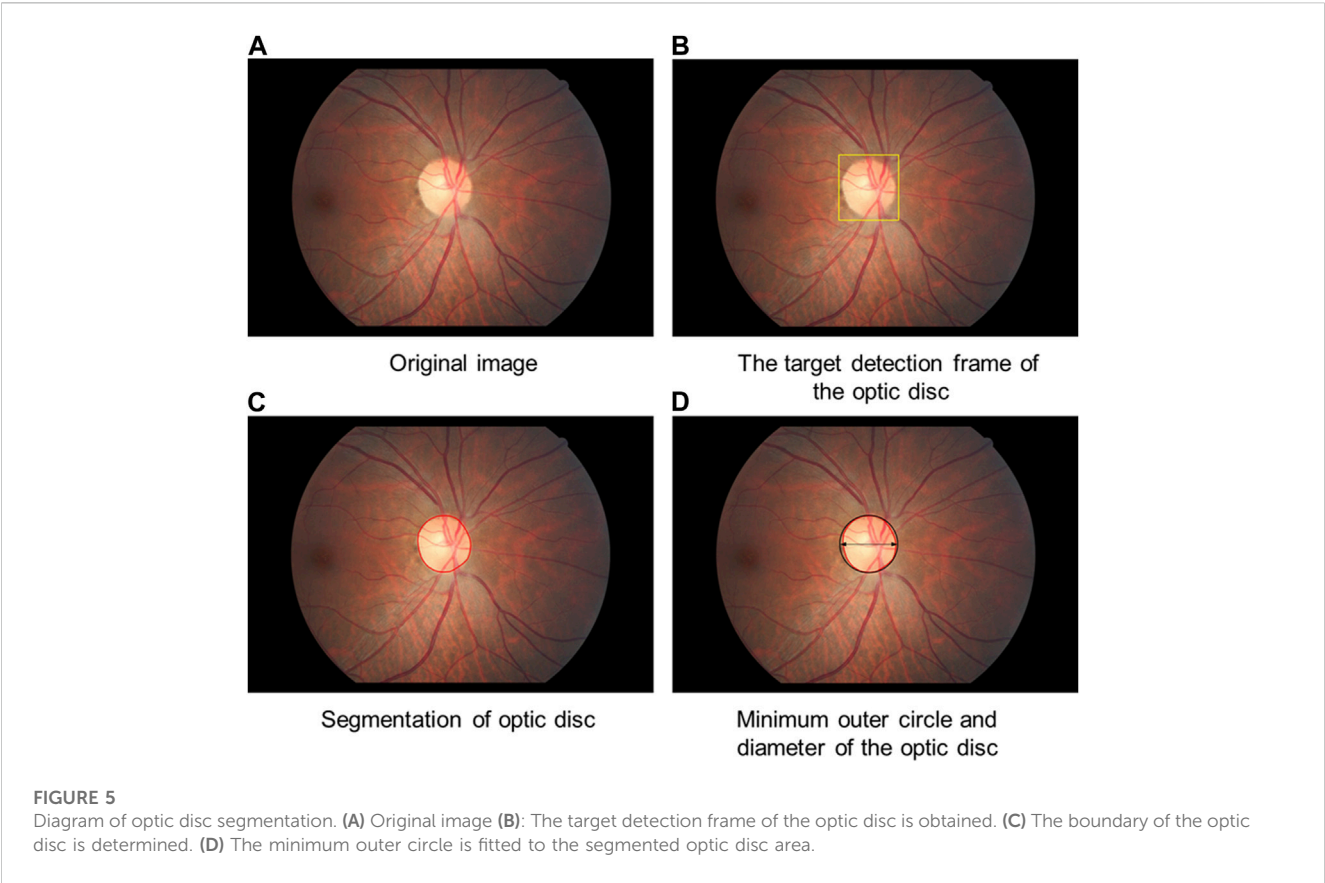 A
B
Original image
The target detection frame of
the optic disc
C
D
Segmentation of optic disc
Minimum outer circle and
diameter of the optic disc
FIGURE 5
Diagram of optic disc segmentation. (A) Original image (B): The target detection frame of the optic disc is obtained. (C) The boundary of the optic
disc is determined. (D) The minimum outer circle is fitted to the segmented optic disc area.